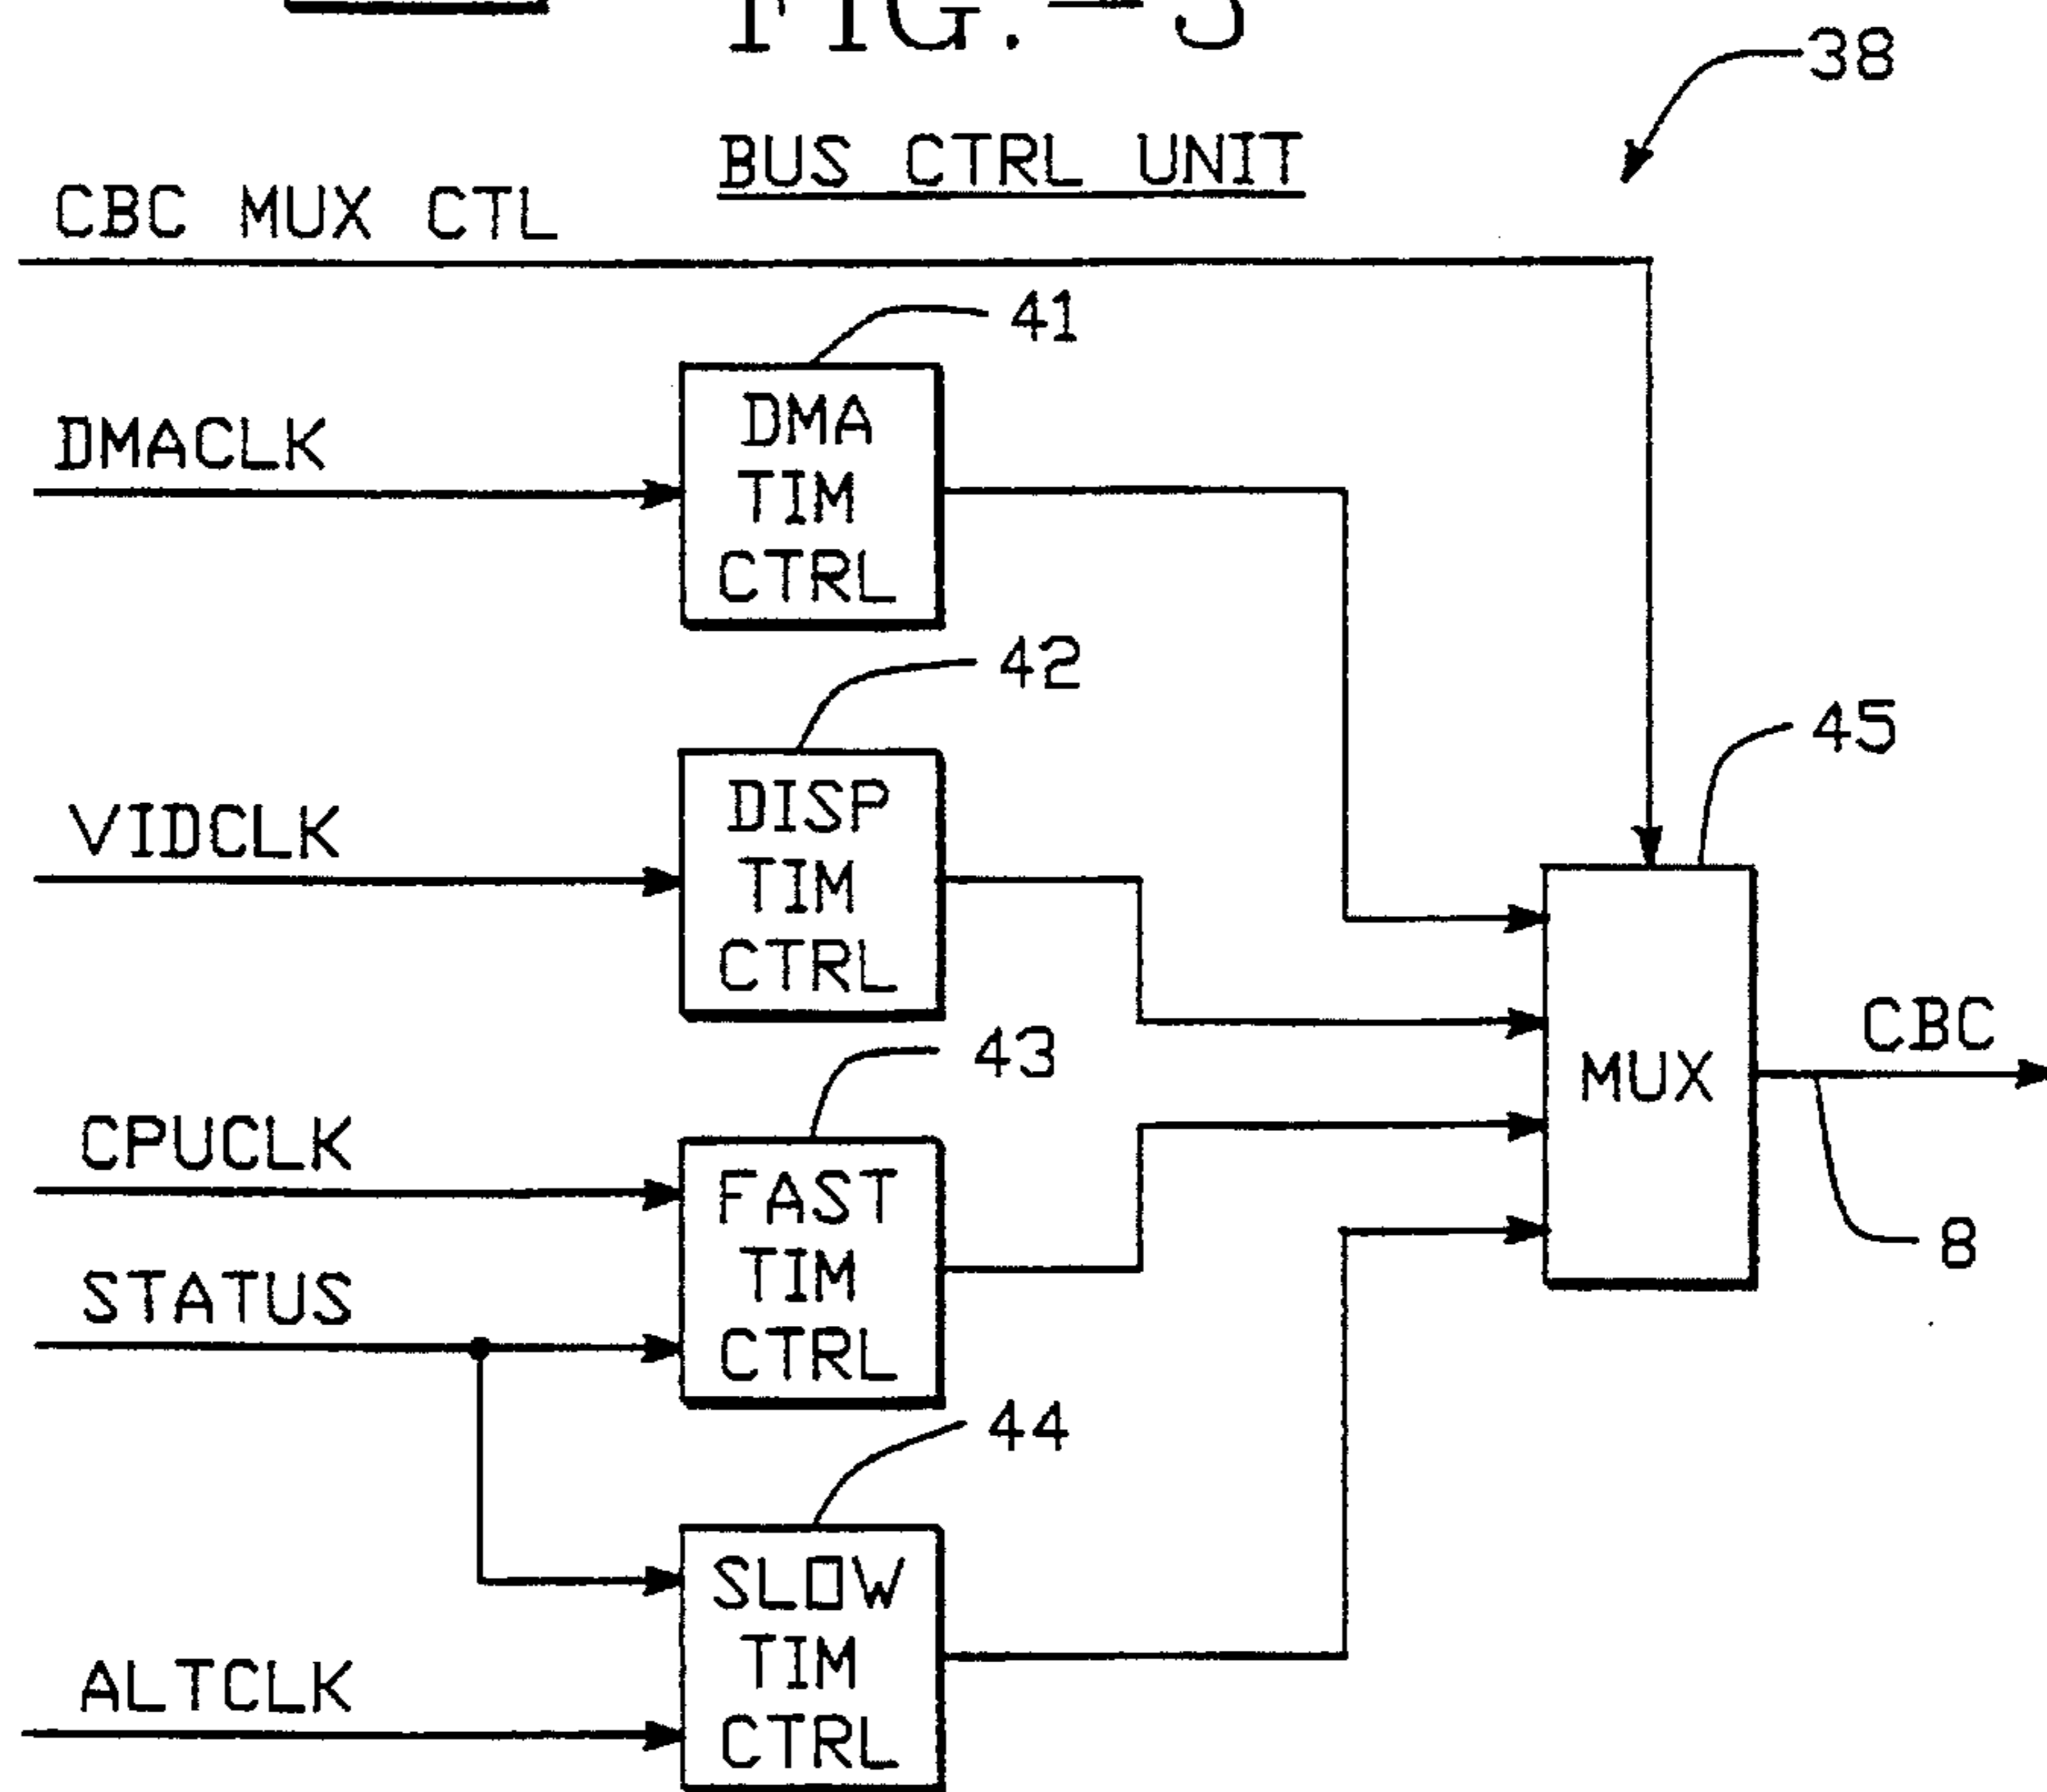 FIG.-5
38
BUS CTRL UNIT
CBC MUX CTL
41
DMACLK
DMA
TIM
CTRL
42
45
VIDCLK
DISP
TIM
CTRL
43
CBC
MUX
CPUCLK
FAST
TIM
CTRL
8
STATUS
44
SLOW
TIM
CTRL
ALTCLK